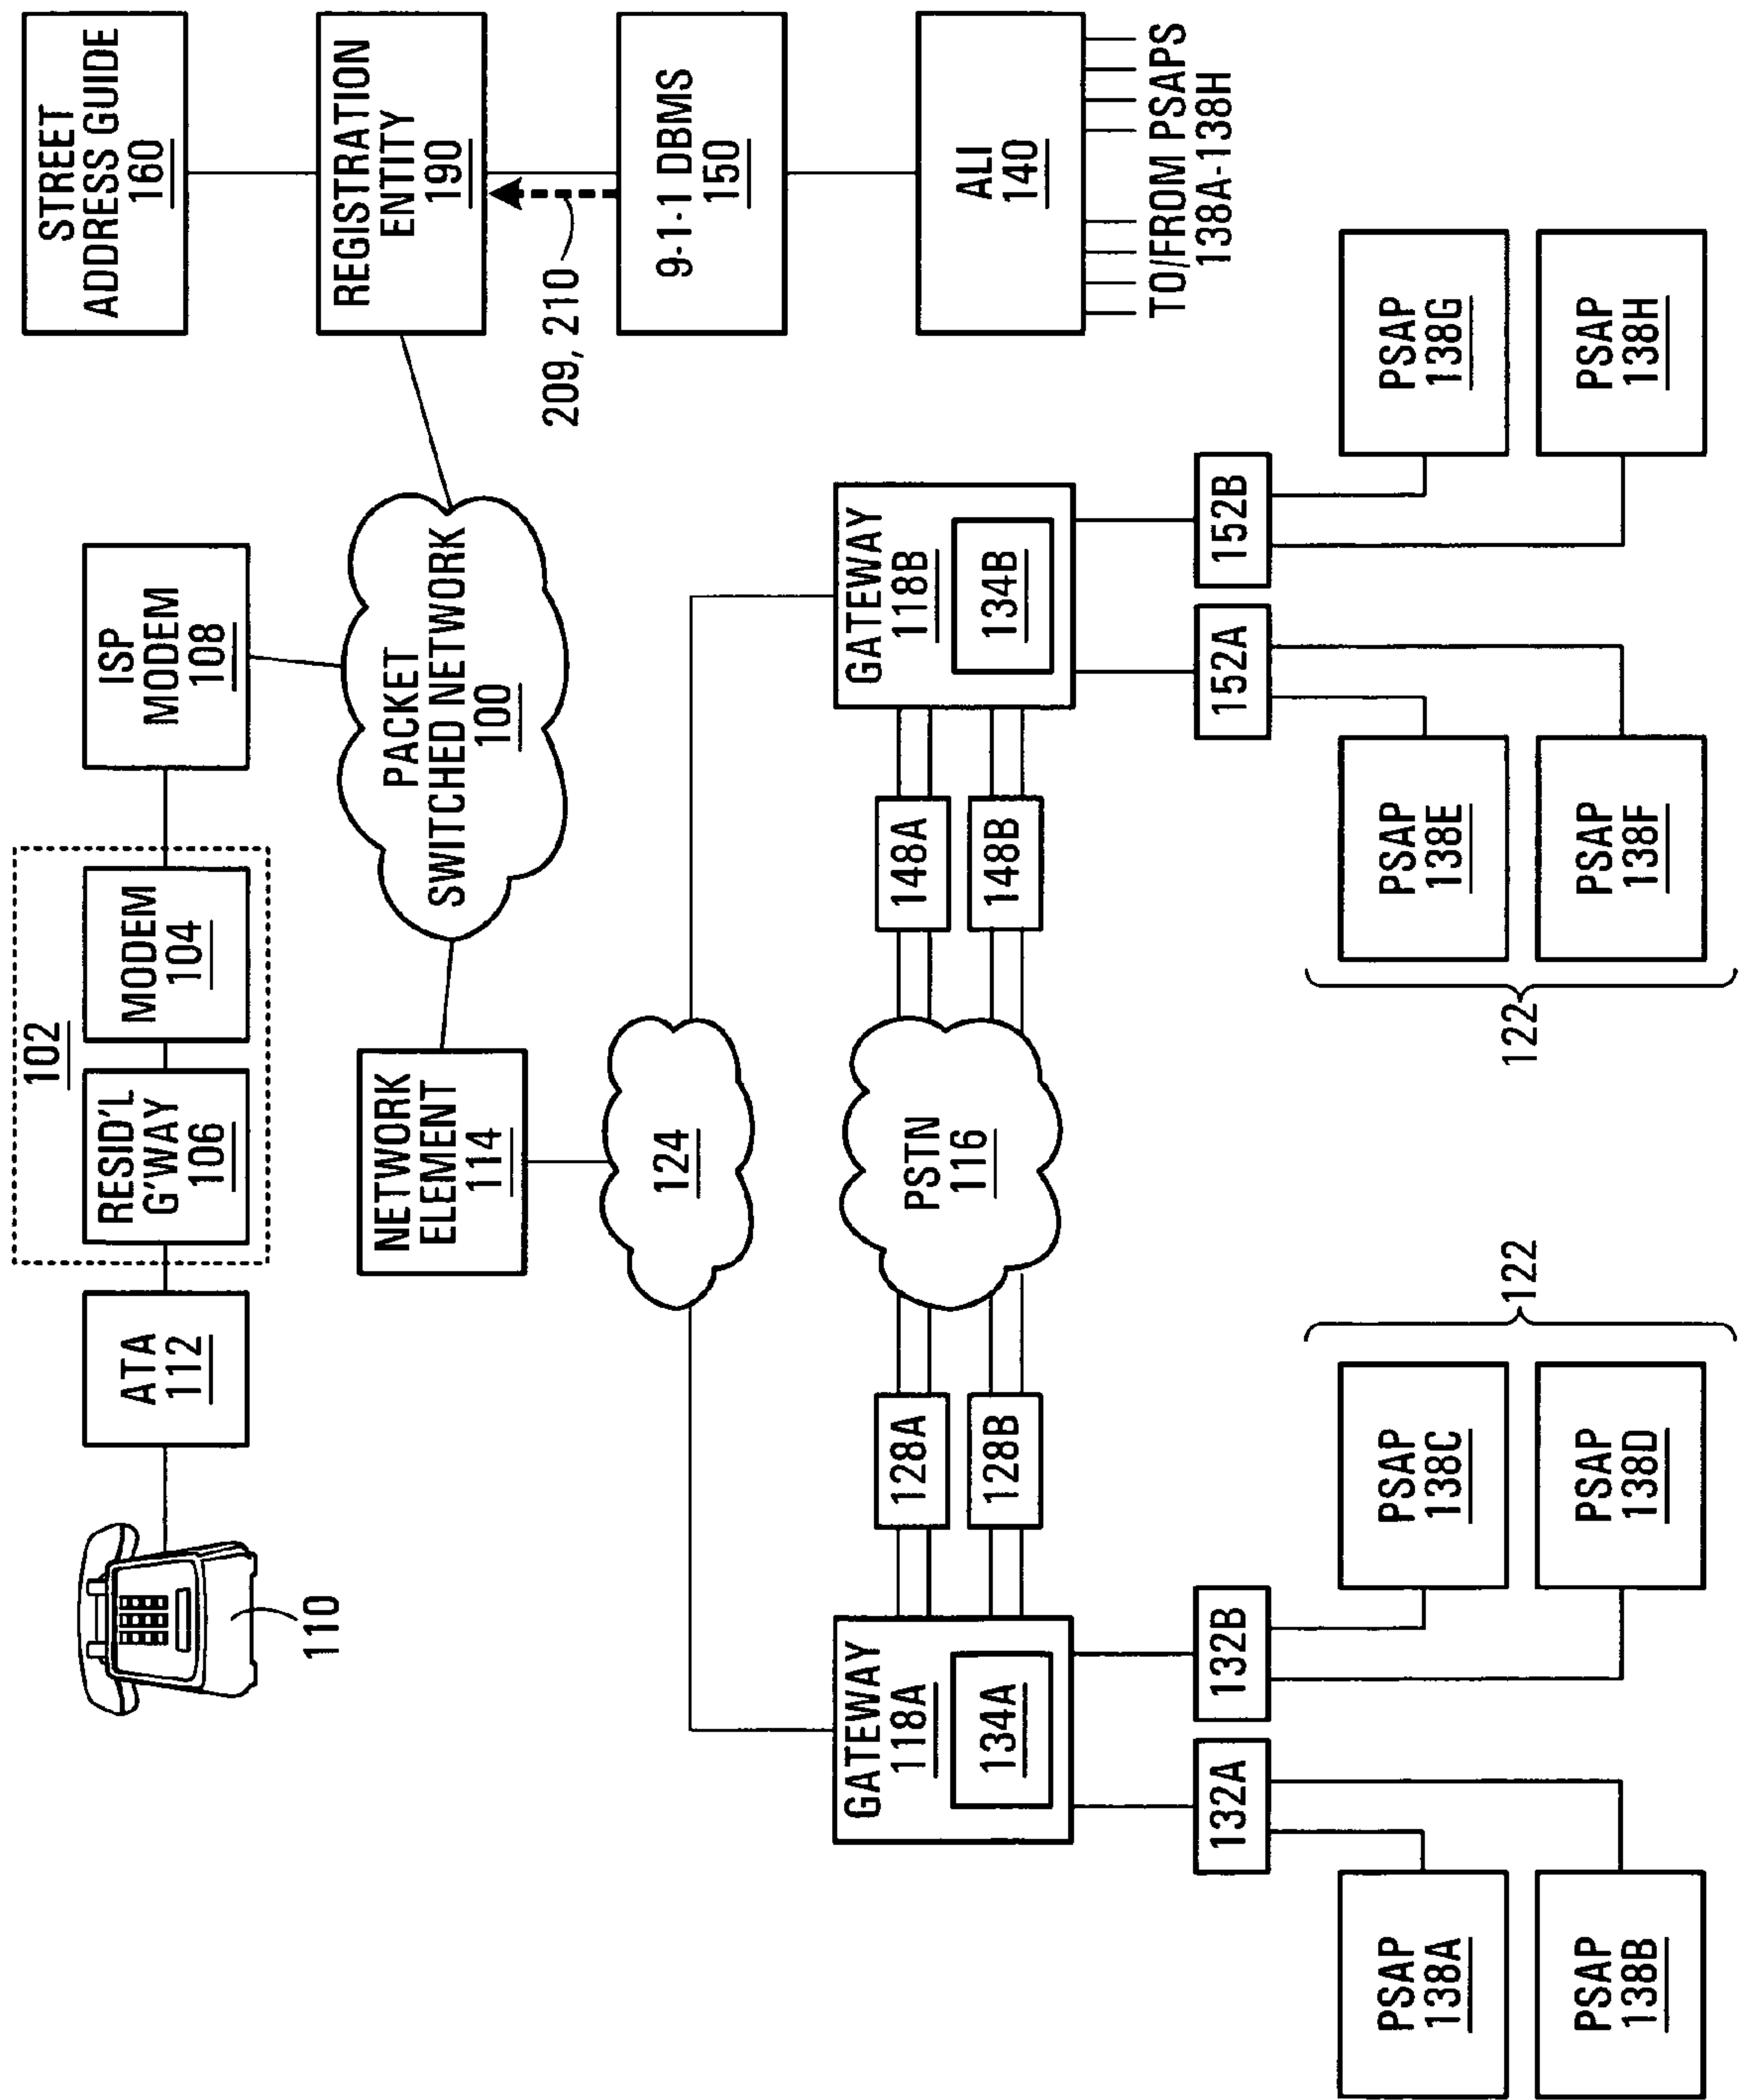 110
ATA
112
102
RESID'L
G'WAY
106
MODEM
104
ISP
MODEM
108
STREET
ADDRESS GUIDE
160
REGISTRATION
ENTITY
190
209, 210
9-1-1 DBMS
150
ALI
140
TO/FROM PSAPS
138A-138H
PACKET
SWITCHED NETWORK
100
NETWORK
ELEMENT
114
124
GATEWAY
118A
134A
128A
128B
PSTN
116
148A
148B
GATEWAY
118B
134B
132A
132B
152A
152B
PSAP
138A
PSAP
138B
PSAP
138C
PSAP
138D
122
122
PSAP
138E
PSAP
138F
PSAP
138G
PSAP
138H